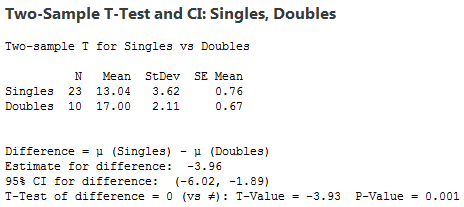 Two-Sample T-Test and CI: Singles, Doubles
Two-sample T for Singles vs Doubles
N Mean StDev SE Mean
Singles 23 13.04 3.62 0.76
Doubles 10 17.00 2.11 0.67
Difference = μ (Singles) - μ (Doubles)
Estimate for difference: -3.96
95% CI for difference: (-6.02, -1.89)
T-Test of difference = 0 (vs ≠): T-Value = -3.93 P-Value = 0.001